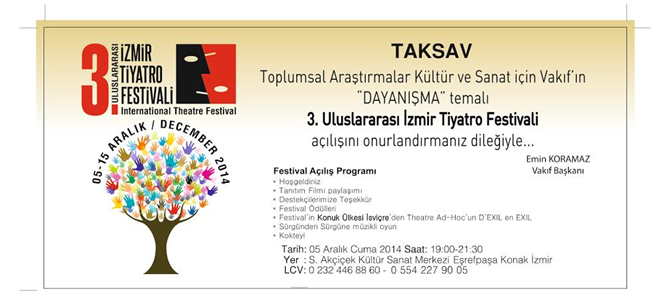 3. ULUSLARARASI
İZMİR
TİYATRO
FESTİVALİ
International Theatre Festival
05-15 ARALIK / DECEMBER 2014
TAKSAV
Toplumsal Araştırmalar Kültür ve Sanat için Vakıf'ın
"DAYANIŞMA" temalı
3. Uluslararası İzmir Tiyatro Festivali
açılışını onurlandırmanız dileğiyle...
Emin KORAMAZ
Vakıf Başkanı
Festival Açılış Programı
• Hoşgeldiniz
• Tanıtım Filmi paylaşımı
• Destekçilerimize Teşekkür
• Festival Ödülleri
• Festival'in Konuk Ülkesi İsviçre'den Theatre Ad-Hoc'un D'EXIL en EXIL
• Sürgünden Sürgüne müzikli oyun
• Kokteyl
Tarih: 05 Aralık Cuma 2014 Saat: 19:00-21:30
Yer : S. Akçiçek Kültür Sanat Merkezi Eşrefpaşa Konak İzmir
LCV: 0 232 446 88 60 - 0 554 227 90 05